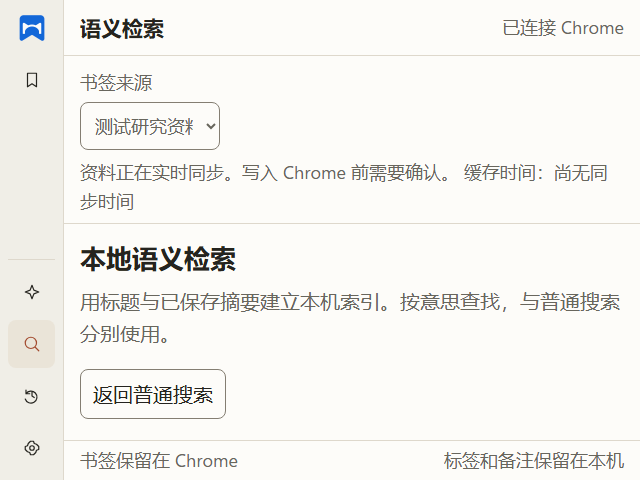 语义检索
已连接 Chrome
书签来源
测试研究资料
资料正在实时同步。写入 Chrome 前需要确认。 缓存时间：尚无同
步时间
本地语义检索
用标题与已保存摘要建立本机索引。按意思查找，与普通搜索
分别使用。
返回普通搜索
书签保留在 Chrome
标签和备注保留在本机